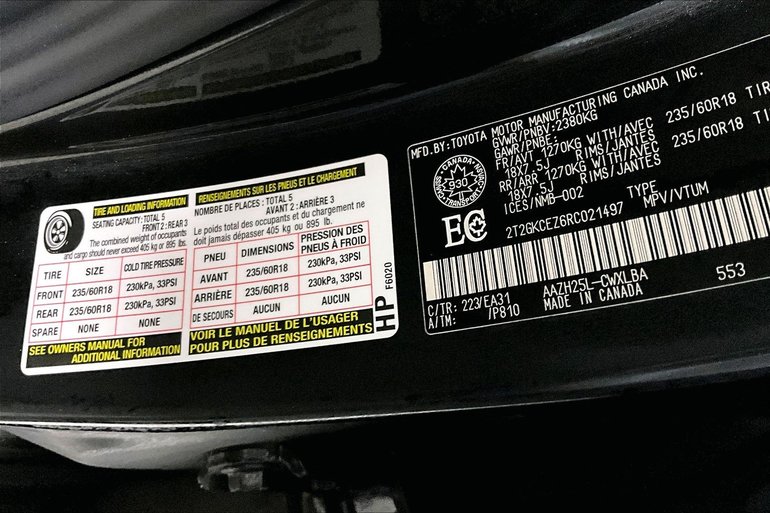 TIRE AND LOADING INFORMATION
SEATING CAPACITY: TOTAL 5
FRONT 2 : REAR 3
The combined weight of occupants
and cargo should never exceed 405 kg or 895 lbs.
TIRE SIZE COLD TIRE PRESSURE
FRONT 235/60R18 230kPa, 33PSI
REAR 235/60R18 230kPa, 33PSI
SPARE NONE NONE
SEE OWNERS MANUAL FOR
ADDITIONAL INFORMATION
RENSEIGNEMENTS SUR LES PNEUS ET LE CHARGEMENT
NOMBRE DE PLACES : TOTAL 5
AVANT 2 : ARRIÈRE 3
Le poids total des occupants et du chargement ne
doit jamais dépasser 405 kg ou 895 lb.
PNEU DIMENSIONS PRESSION DES
PNEUS À FROID
AVANT 235/60R18 230kPa, 33PSI
ARRIÈRE 235/60R18 230kPa, 33PSI
DE SECOURS AUCUN AUCUN
VOIR LE MANUEL DE L'USAGER
POUR PLUS DE RENSEIGNEMENTS
HP F6020
MFD.BY: TOYOTA MOTOR MANUFACTURING CANADA INC.
GVWR/PNBV: 2380KG
GAWR/PNBE
FR/AVT 1270KG WITH/AVEC 235/60R18 TIR
18X7.5J RIMS/JANTES
RR/ARR 1270KG WITH/AVEC 235/60R18 TI
18X7.5J RIMS/JANTES
ICES/NMB-002
CANADA
930
TRANSPORT
EC
2T2GKCEZ6RC021497 TYPE
MPV/VTUM
C/TR: 223/EA31 AAZH25L-CWXLBA 553
A/TM: /P810 MADE IN CANADA